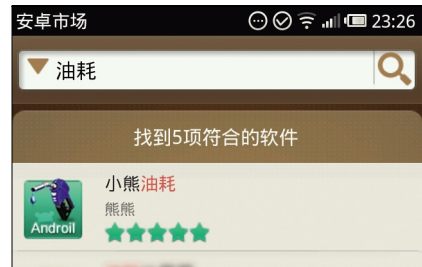 安卓市场 23:26
油耗
找到5项符合的软件
小熊油耗
熊熊
Androil